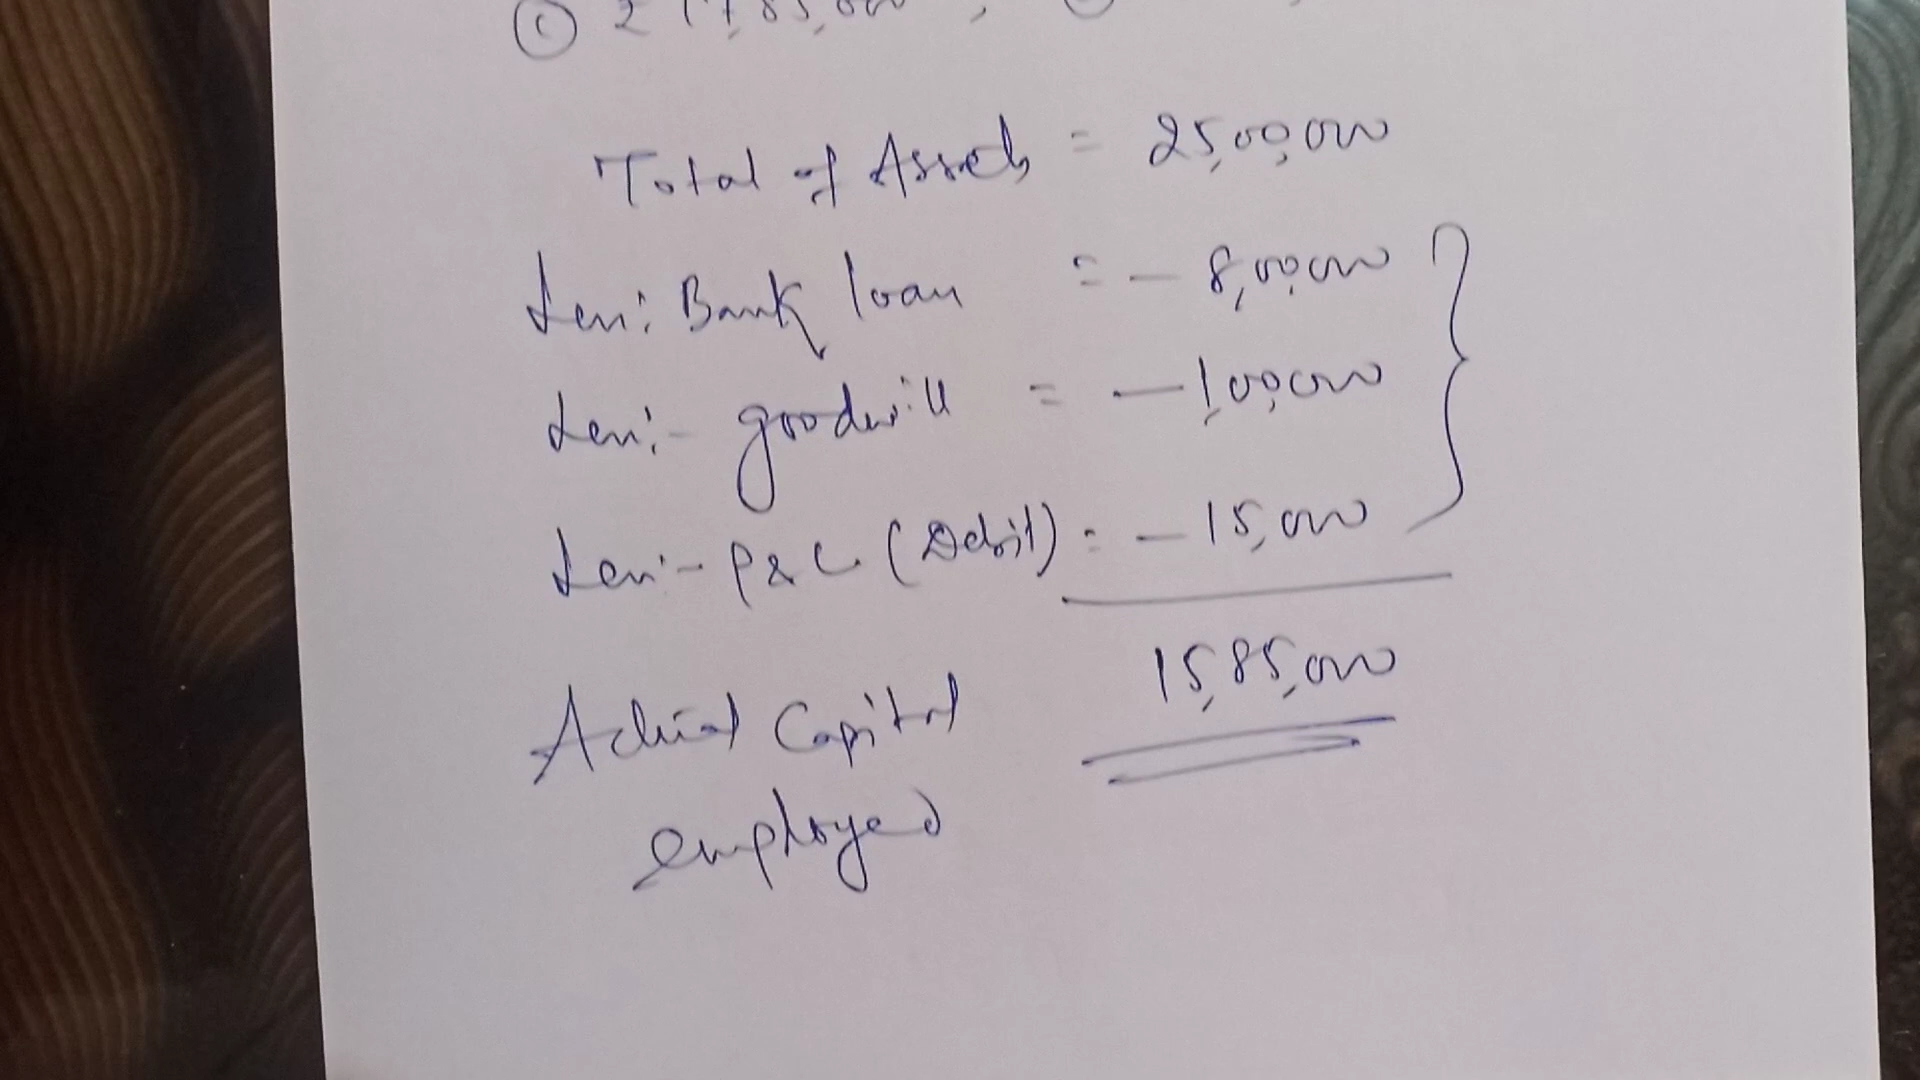 Total of Assets = 25,00,000
Less: Bank loan = - 8,00,000
Less:- goodwill = - 1,00,000
Less:- P&L (Debit) = - 15,000
15,85,000
Actual Capital
employed